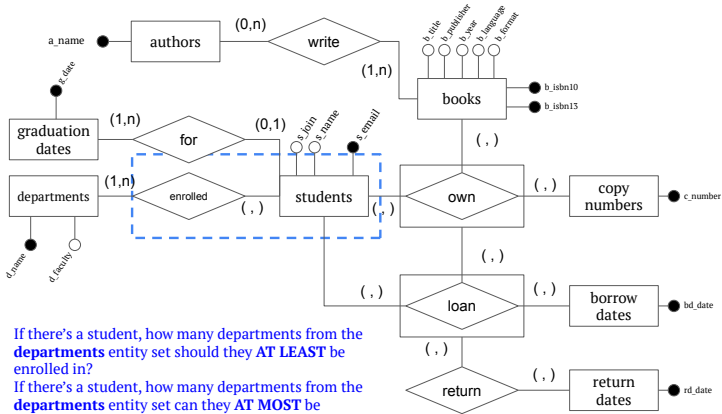 (0,n)
a_name
authors
write
b_title
b_publisher
b_year
b_language
b_format
(1,n)
g_date
books
b_isbn10
b_isbn13
graduation
dates
(1,n)
for
(0,1)
s_join
s_name
s_email
( , )
departments
(1,n)
enrolled
( , )
students
( , )
own
( , )
copy
numbers
c_number
d_name
d_faculty
( , )
( , )
loan
( , )
borrow
dates
bd_date
If there's a student, how many departments from the
departments entity set should they AT LEAST be
enrolled in?
If there's a student, how many departments from the
departments entity set can they AT MOST be
( , )
return
( , )
return
dates
rd_date